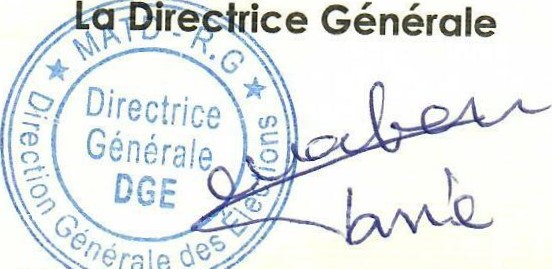 La Directrice Générale
MATD - R.G
Directrice
Générale
DGE
Direction Générale des Élections